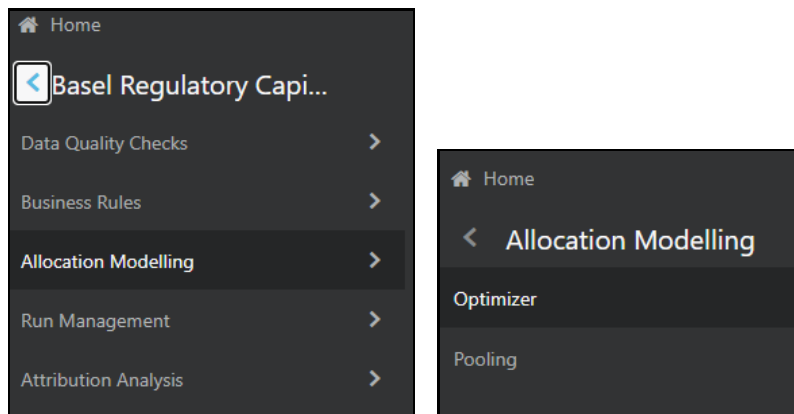 Home
Basel Regulatory Capi...
Data Quality Checks
Business Rules
Allocation Modelling
Run Management
Attribution Analysis
Home
Allocation Modelling
Optimizer
Pooling